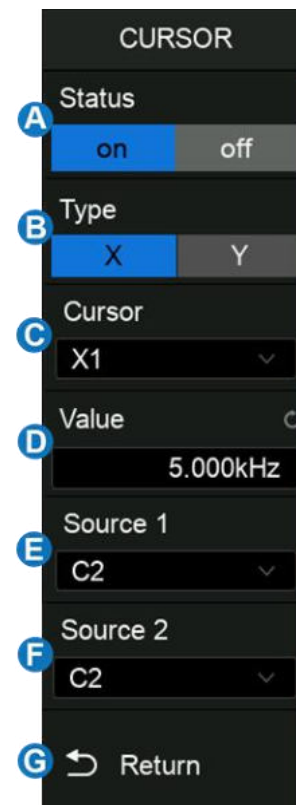 CURSOR
Status
A
on off
Type
B
X Y
Cursor
C
X1
Value
D
5.000kHz
Source 1
E
C2
Source 2
F
C2
G Return